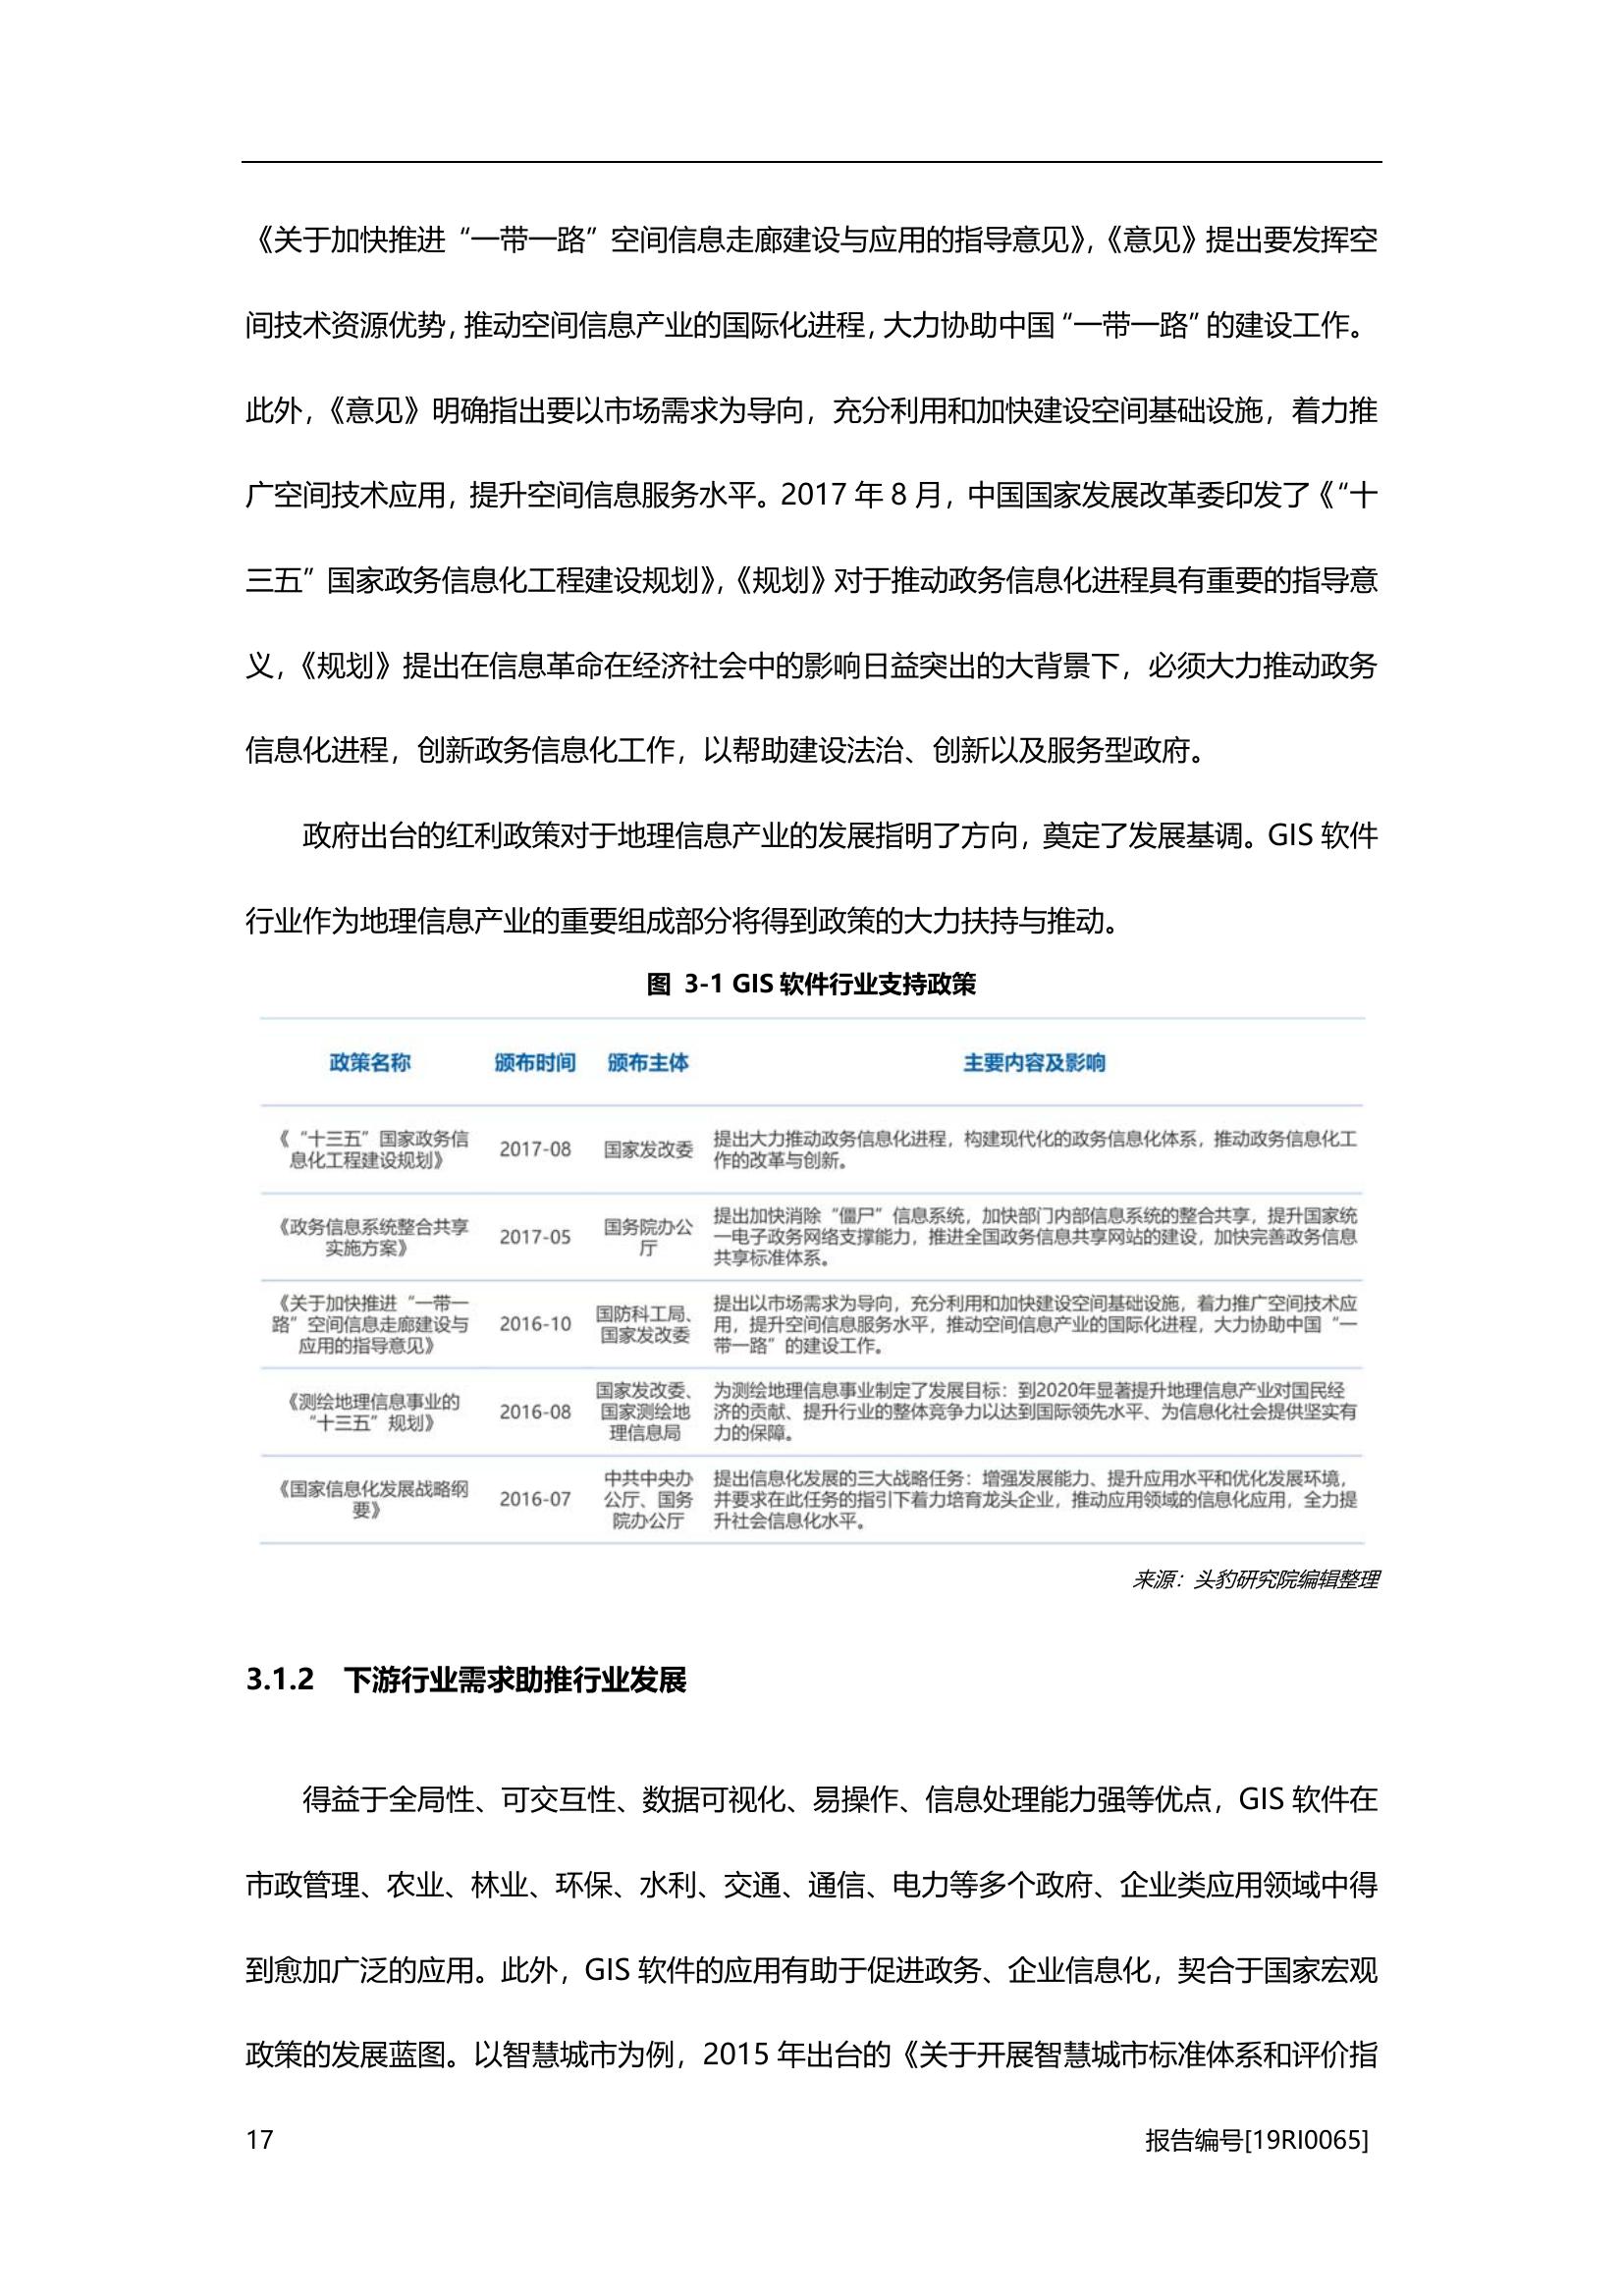 《关于加快推进“一带一路”空间信息走廊建设与应用的指导意见》，《意见》提出要发挥空
间技术资源优势，推动空间信息产业的国际化进程，大力协助中国“一带一路”的建设工作。
此外，《意见》明确指出要以市场需求为导向，充分利用和加快建设空间基础设施，着力推
广空间技术应用，提升空间信息服务水平。2017 年 8 月，中国国家发展改革委印发了《“十
三五”国家政务信息化工程建设规划》，《规划》对于推动政务信息化进程具有重要的指导意
义，《规划》提出在信息革命在经济社会中的影响日益突出的大背景下，必须大力推动政务
信息化进程，创新政务信息化工作，以帮助建设法治、创新以及服务型政府。
政府出台的红利政策对于地理信息产业的发展指明了方向，奠定了发展基调。GIS 软件
行业作为地理信息产业的重要组成部分将得到政策的大力扶持与推动。
图 3-1 GIS 软件行业支持政策
政策名称 颁布时间 颁布主体 主要内容及影响
《“十三五”国家政务信
息化工程建设规划》
2017-08
国家发改委
提出大力推动政务信息化进程，构建现代化的政务信息化体系，推动政务信息化工
作的改革与创新。
《政务信息系统整合共享
实施方案》
2017-05
国务院办公
厅
提出加快消除“僵尸”信息系统，加快部门内部信息系统的整合共享，提升国家统
一电子政务网络支撑能力，推进全国政务信息共享网站的建设，加快完善政务信息
共享标准体系。
《关于加快推进“一带一
路”空间信息走廊建设与
应用的指导意见》
2016-10
国防科工局、
国家发改委
提出以市场需求为导向，充分利用和加快建设空间基础设施，着力推广空间技术应
用，提升空间信息服务水平，推动空间信息产业的国际化进程，大力协助中国“一
带一路”的建设工作。
《测绘地理信息事业的
“十三五”规划》
2016-08
国家发改委、
国家测绘地
理信息局
为测绘地理信息事业制定了发展目标：到2020年显著提升地理信息产业对国民经
济的贡献、提升行业的整体竞争力以达到国际领先水平、为信息化社会提供坚实有
力的保障。
《国家信息化发展战略纲
要》
2016-07
中共中央办
公厅、国务
院办公厅
提出信息化发展的三大战略任务：增强发展能力、提升应用水平和优化发展环境，
并要求在此任务的指引下着力培育龙头企业，推动应用领域的信息化应用，全力提
升社会信息化水平。
来源：头豹研究院编辑整理
3.1.2 下游行业需求助推行业发展
得益于全局性、可交互性、数据可视化、易操作、信息处理能力强等优点，GIS 软件在
市政管理、农业、林业、环保、水利、交通、通信、电力等多个政府、企业类应用领域中得
到愈加广泛的应用。此外，GIS 软件的应用有助于促进政务、企业信息化，契合于国家宏观
政策的发展蓝图。以智慧城市为例，2015 年出台的《关于开展智慧城市标准体系和评价指
17 报告编号[19RI0065]